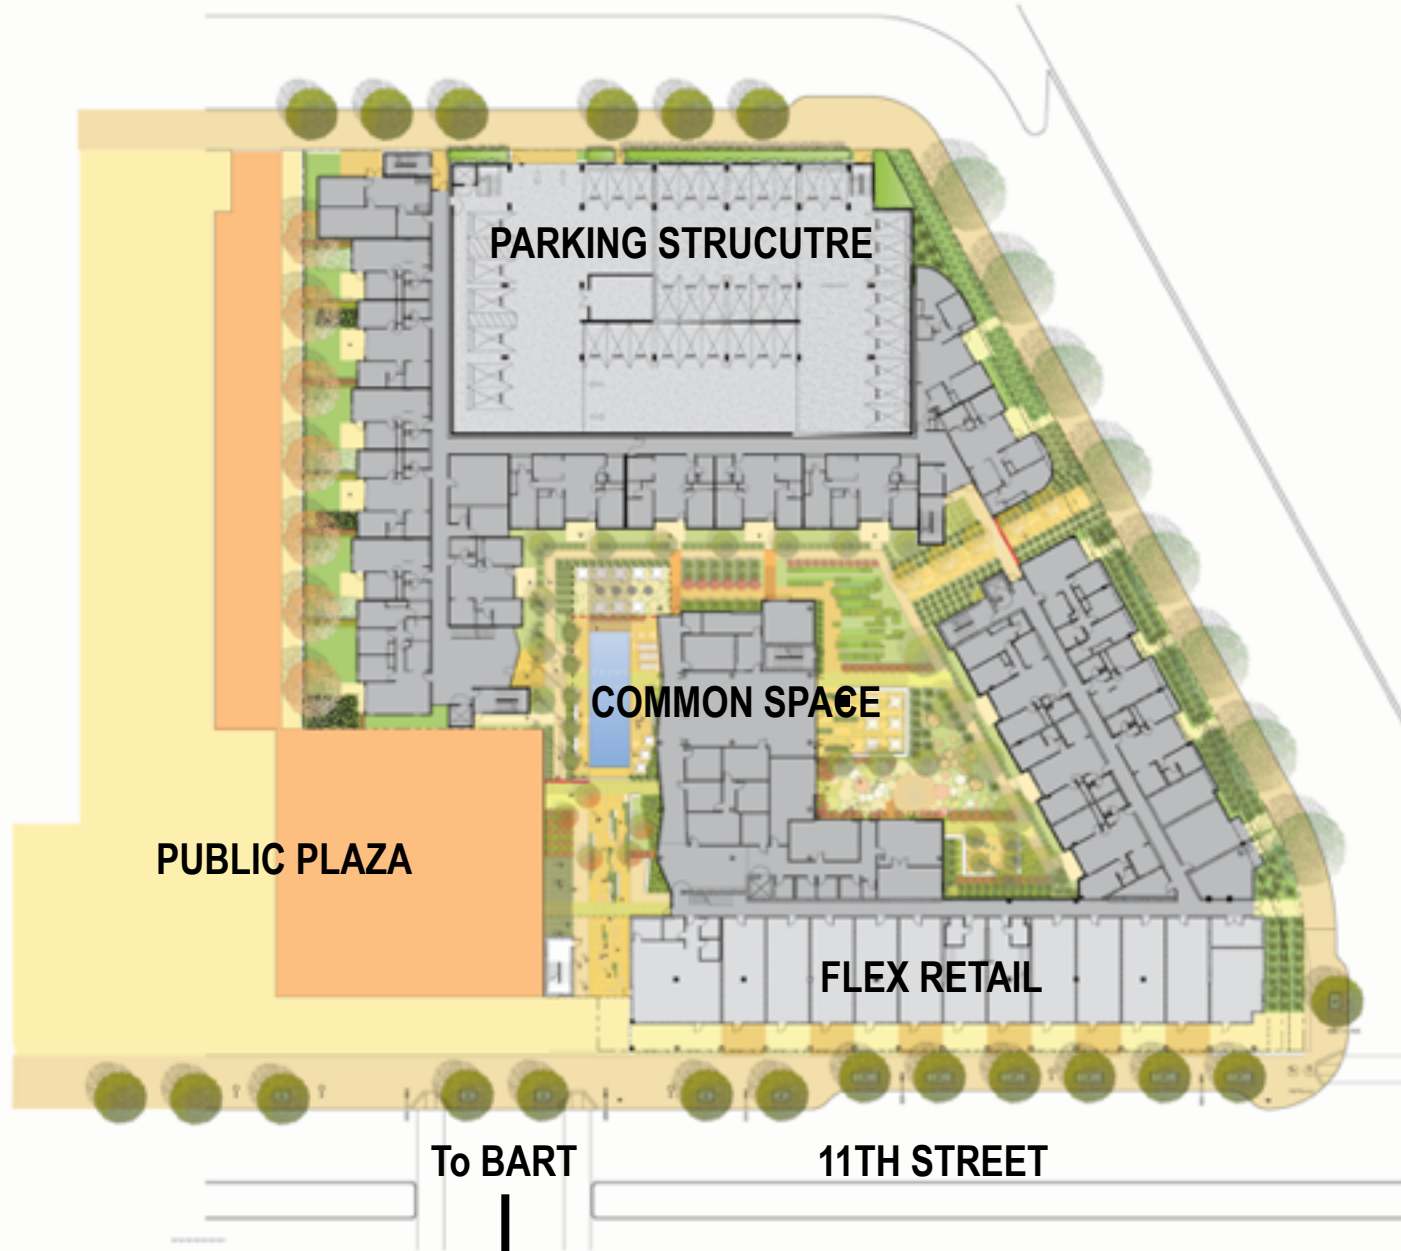 PARKING STRUCUTRE
COMMON SPACE
PUBLIC PLAZA
FLEX RETAIL
To BART
11TH STREET